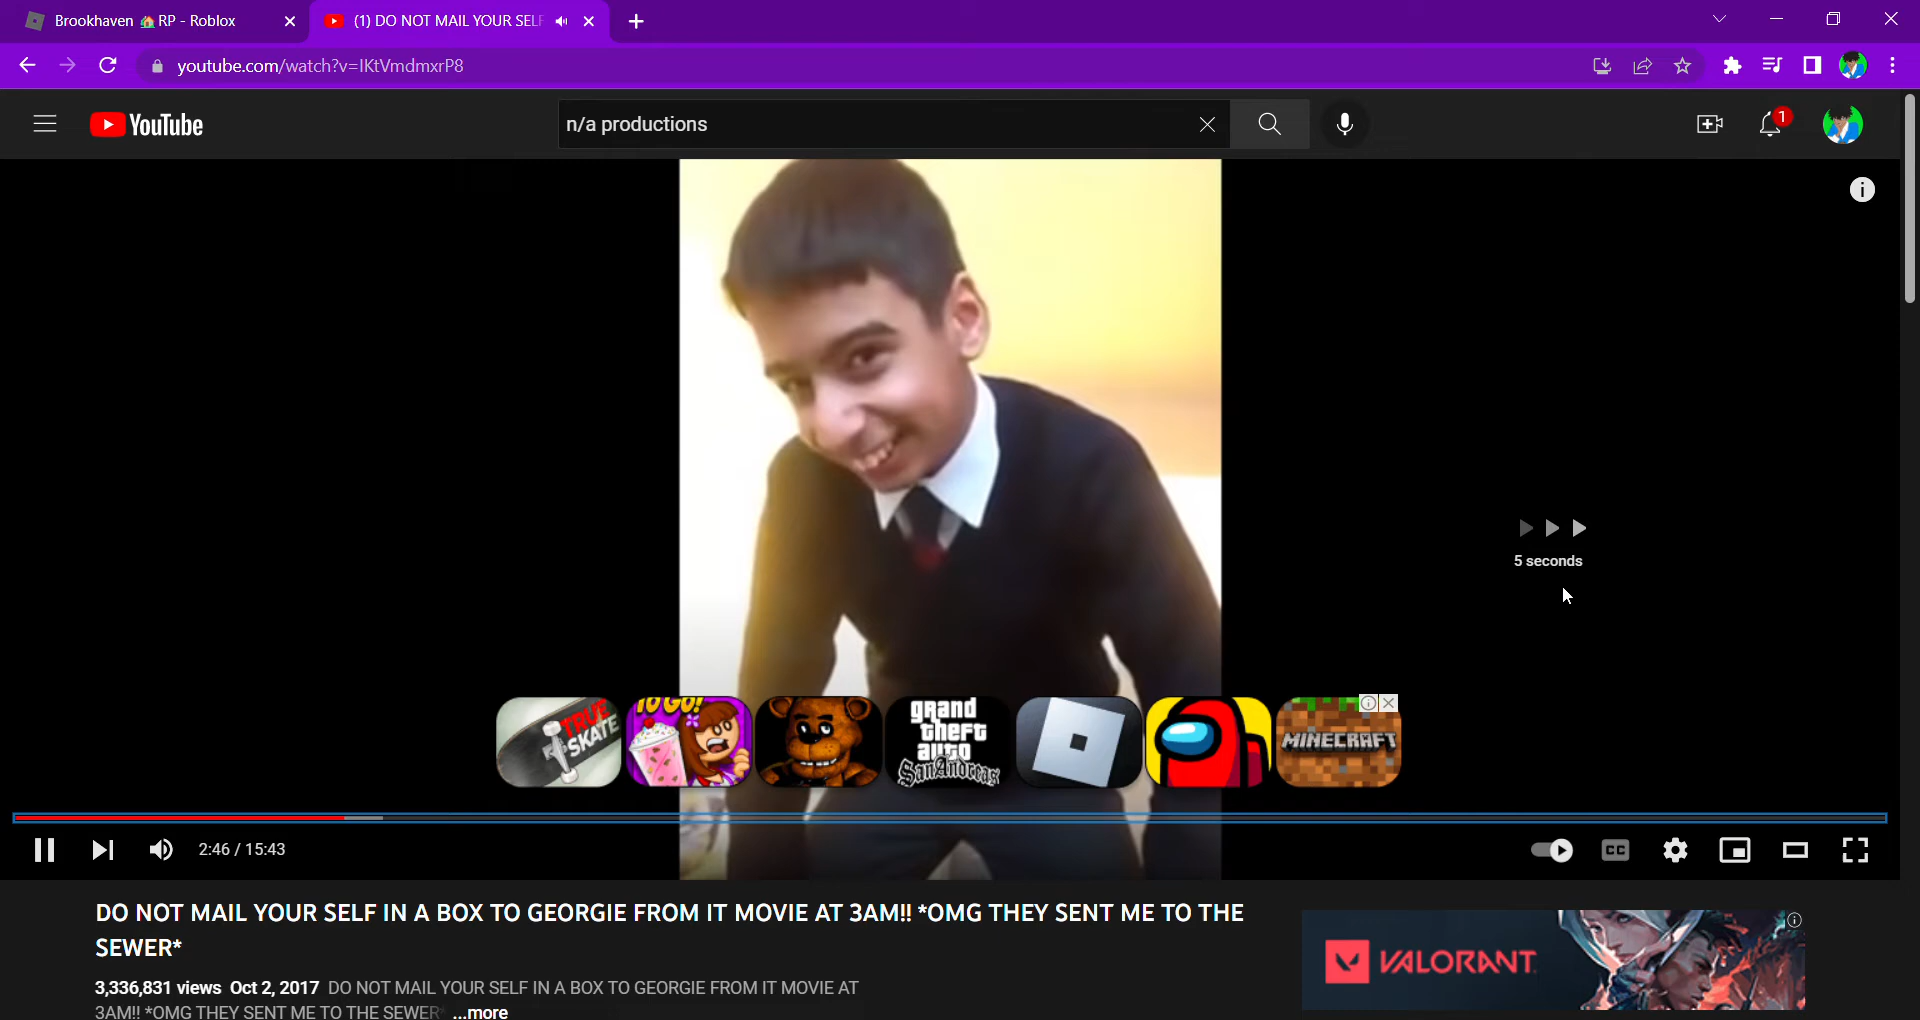 Brookhaven 🏠RP - Roblox
(1) DO NOT MAIL YOUR SELF
youtube.com/watch?v=IKtVmdmxrP8
YouTube
n/a productions
1
5 seconds
TRUE
SKATE
TO GO!
grand
theft
auto
San Andreas
MINECRAFT
2:46 / 15:43
CC
DO NOT MAIL YOUR SELF IN A BOX TO GEORGIE FROM IT MOVIE AT 3AM!! *OMG THEY SENT ME TO THE
SEWER*
VALORANT
3,336,831 views Oct 2, 2017 DO NOT MAIL YOUR SELF IN A BOX TO GEORGIE FROM IT MOVIE AT
3AM!! *OMG THEY SENT ME TO THE SEWER* ...more